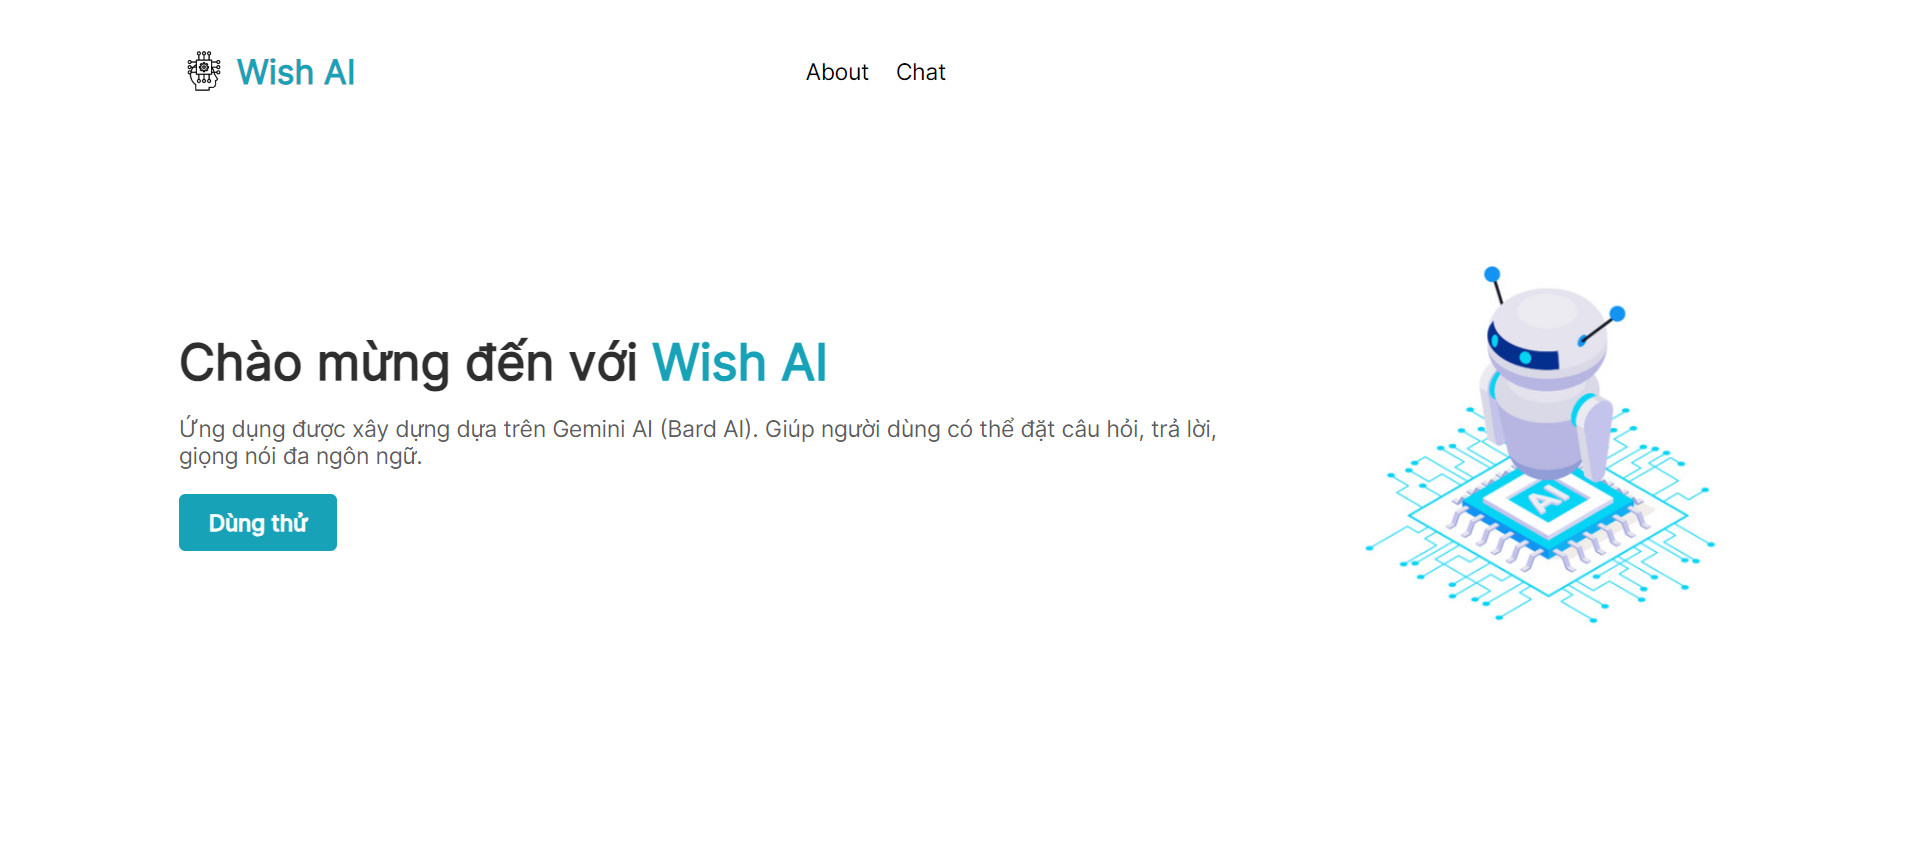 Wish AI
About Chat
Chào mừng đến với Wish AI
Ứng dụng được xây dựng dựa trên Gemini AI (Bard AI). Giúp người dùng có thể đặt câu hỏi, trả lời,
giọng nói đa ngôn ngữ.
Dùng thử
AI